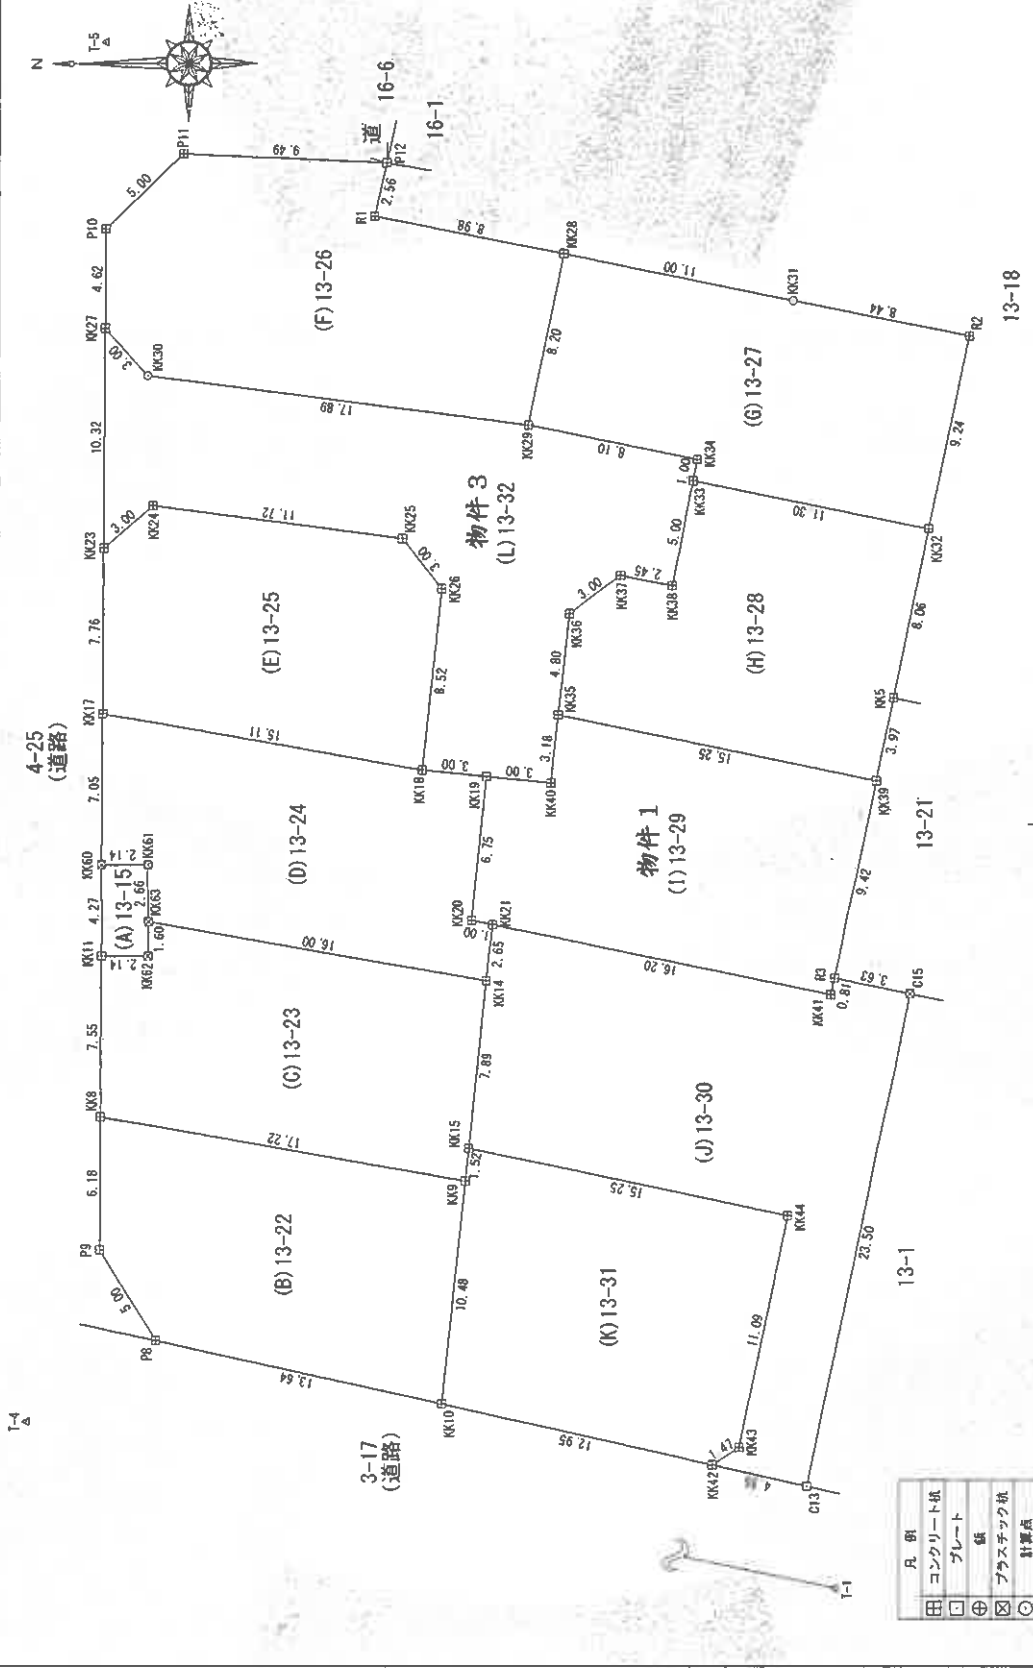 N
T-5
T-4
4-25
(道路)
P11
5.00
P10
4.62
KK27
3.00
KK30
10.32
KK23
3.00
KK24
7.76
KK17
7.05
KK60
2.14
KK61
4.27
(A)13-15
2.66
KK63
KK11
2.14
KK62
1.60
7.55
KK8
6.18
P9
5.00
P8
9.49
道
16-6
P12
16-1
2.56
R1
8.98
KK28
(F)13-26
17.89
8.20
KK29
11.00
KK31
8.44
R2
13-18
(G)13-27
8.10
KK34
1.00
KK33
11.30
9.24
KK32
物件 3
(L)13-32
11.72
KK25
3.00
KK26
(E)13-25
8.52
15.11
KK18
3.00
KK19
3.00
KK40
3.18
KK35
4.80
KK36
3.00
KK37
2.45
KK38
5.00
(H)13-28
8.06
KK5
3.97
KK39
15.25
13-21
物件 1
(I)13-29
9.42
(D)13-24
6.75
KK20
1.00
KK21
2.65
KK14
16.00
16.20
R3
0.81
KK41
3.63
C15
(C)13-23
7.89
KK15
1.52
KK9
17.22
(J)13-30
15.25
KK44
23.50
13-1
(B)13-22
10.48
13.64
KK10
(K)13-31
11.09
3-17
(道路)
12.95
KK42
1.47
KK43
C13
T-1
凡 例
コンクリート杭
プレート
鋲
プラスチック杭
計算点